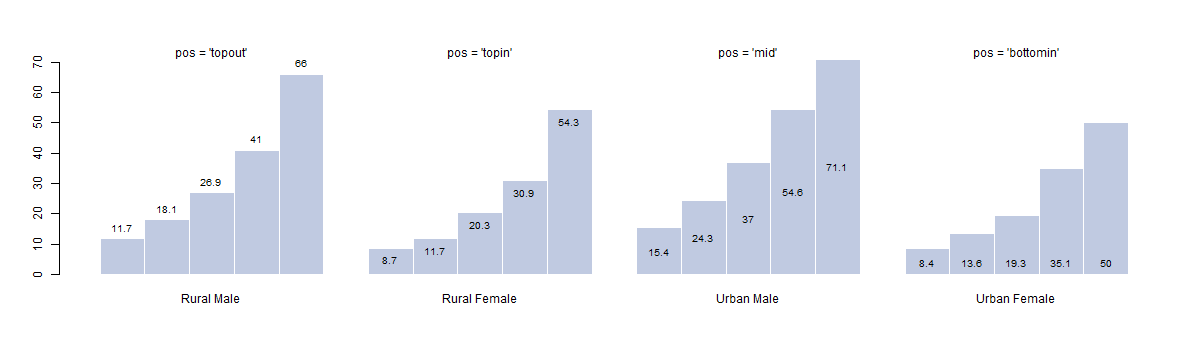 pos = 'topout' pos = 'topin' pos = 'mid' pos = 'bottomin'
70
60
50
40
30
20
10
0
11.7 18.1 26.9 41 66
8.7 11.7 20.3 30.9 54.3
15.4 24.3 37 54.6 71.1
8.4 13.6 19.3 35.1 50
Rural Male Rural Female Urban Male Urban Female